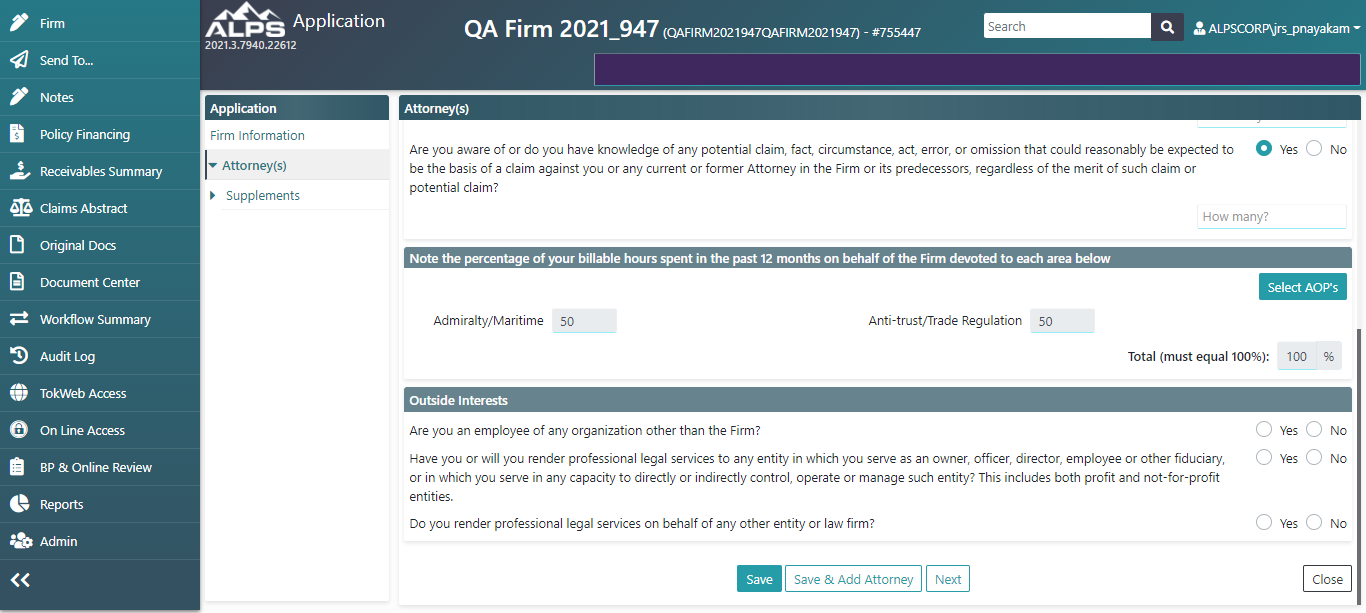 Firm
Send To...
Notes
Policy Financing
Receivables Summary
Claims Abstract
Original Docs
Document Center
Workflow Summary
Audit Log
TokWeb Access
On Line Access
BP & Online Review
Reports
Admin
ALPS Application
2021.3.7940.22612
QA Firm 2021_947 (QAFIRM2021947QAFIRM2021947) - #755447
Search
ALPSCORP\jrs_pnayakam
Application
Firm Information
Attorney(s)
Supplements
Attorney(s)
Are you aware of or do you have knowledge of any potential claim, fact, circumstance, act, error, or omission that could reasonably be expected to
be the basis of a claim against you or any current or former Attorney in the Firm or its predecessors, regardless of the merit of such claim or
potential claim?
Yes No
How many?
Note the percentage of your billable hours spent in the past 12 months on behalf of the Firm devoted to each area below
Select AOP's
Admiralty/Maritime 50 Anti-trust/Trade Regulation 50
Total (must equal 100%): 100 %
Outside Interests
Are you an employee of any organization other than the Firm? Yes No
Have you or will you render professional legal services to any entity in which you serve as an owner, officer, director, employee or other fiduciary, Yes No
or in which you serve in any capacity to directly or indirectly control, operate or manage such entity? This includes both profit and not-for-profit
entities.
Do you render professional legal services on behalf of any other entity or law firm? Yes No
Save Save & Add Attorney Next Close